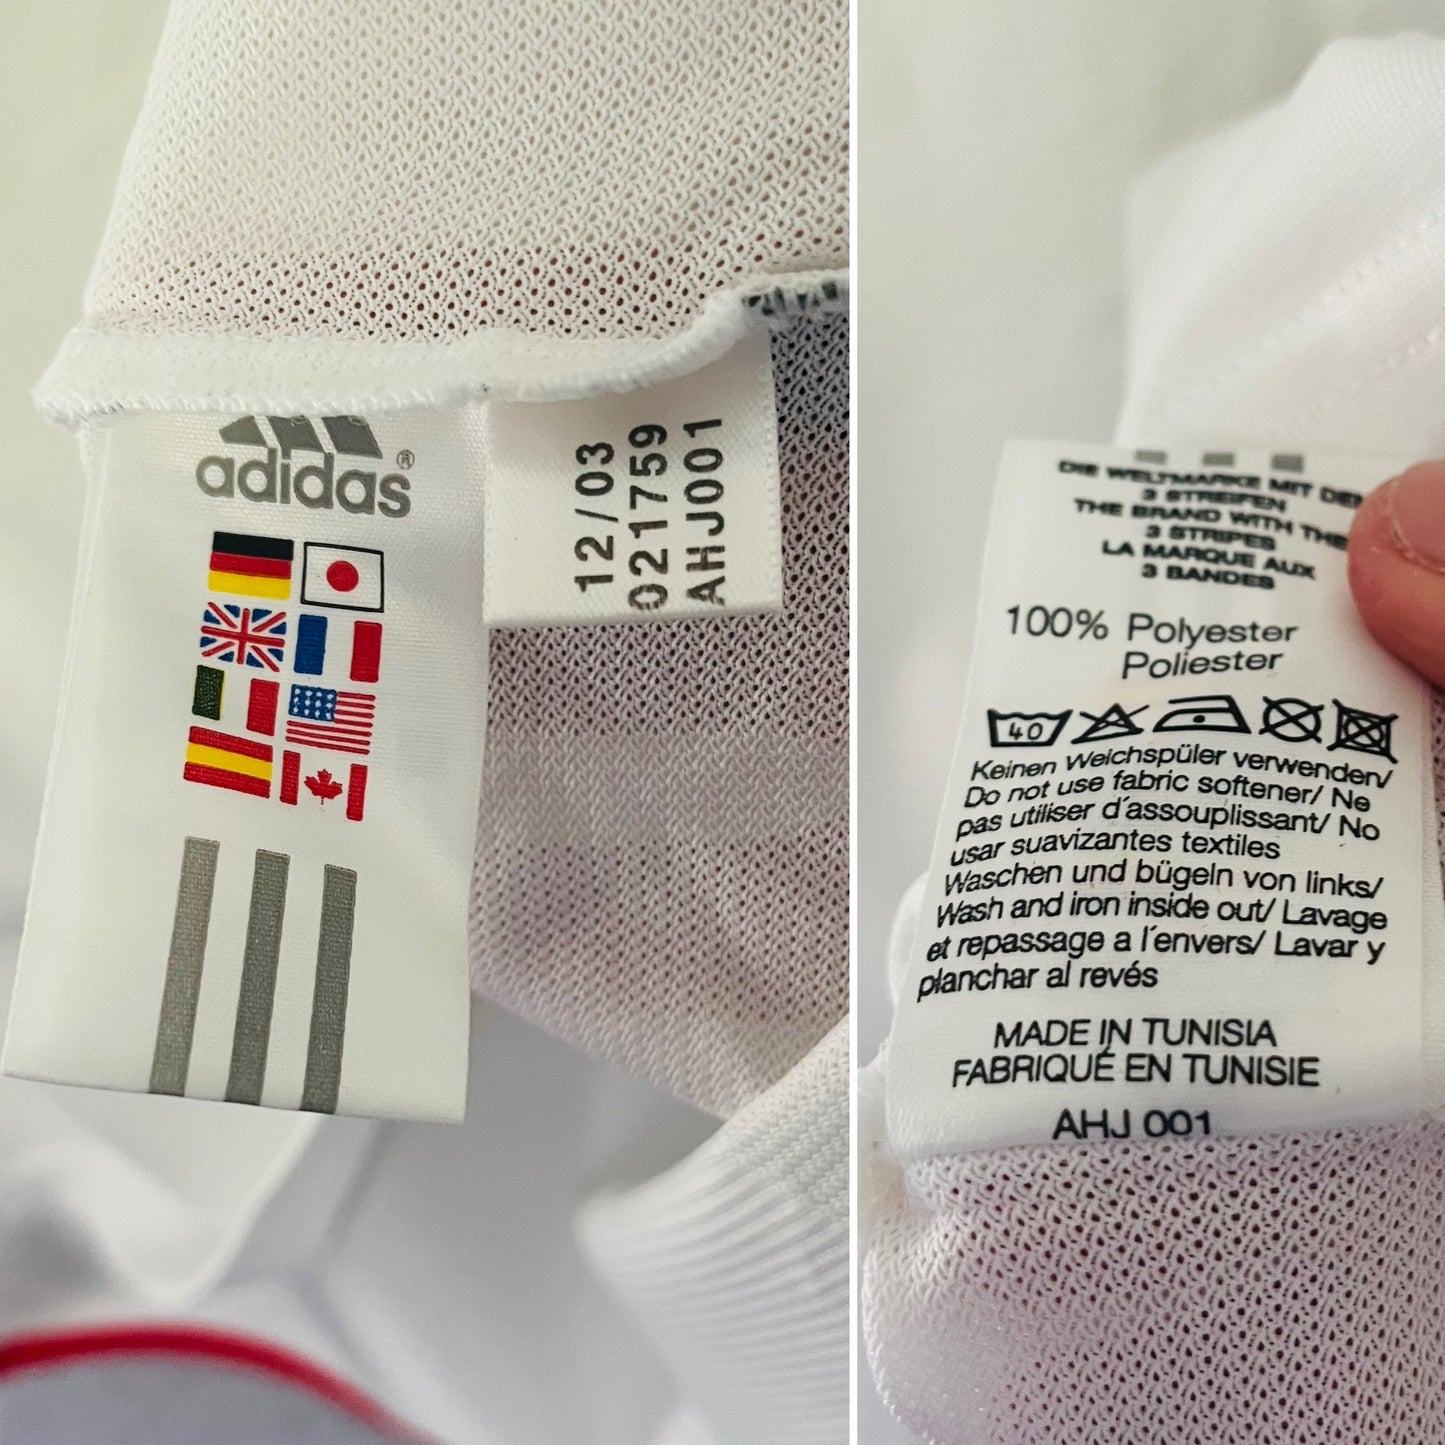 adidas®
12/03
021759
AHJ001
DIE WELTMARKE MIT DEN
3 STREIFEN
THE BRAND WITH THE
3 STRIPES
LA MARQUE AUX
3 BANDES
100% Polyester
Poliester
40
Keinen Weichspüler verwenden/
Do not use fabric softener/ Ne
pas utiliser d´assouplissant/ No
usar suavizantes textiles
Waschen und bügeln von links/
Wash and iron inside out/ Lavage
et repassage a l´envers/ Lavar y
planchar al revés
MADE IN TUNISIA
FABRIQUÉ EN TUNISIE
AHJ 001